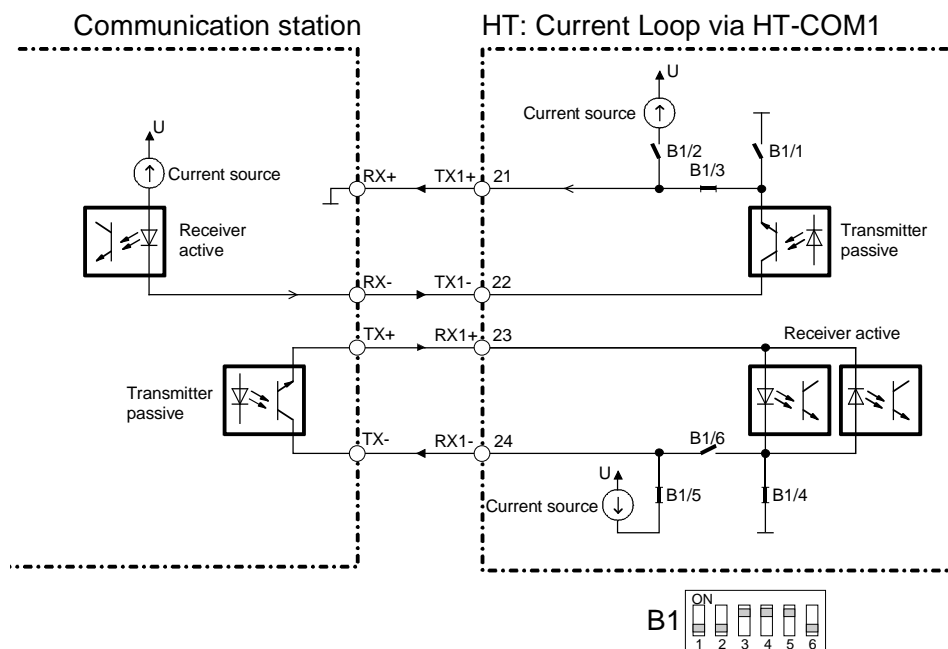 Communication station
HT: Current Loop via HT-COM1
U
Current source
B1/2
B1/1
B1/3
U
Current source
RX+
TX1+
21
Receiver
active
Transmitter
passive
RX-
TX1-
22
TX+
RX1+
23
Receiver active
Transmitter
passive
TX-
RX1-
24
B1/6
U
B1/5
B1/4
Current source
B1
ON
1 2 3 4 5 6